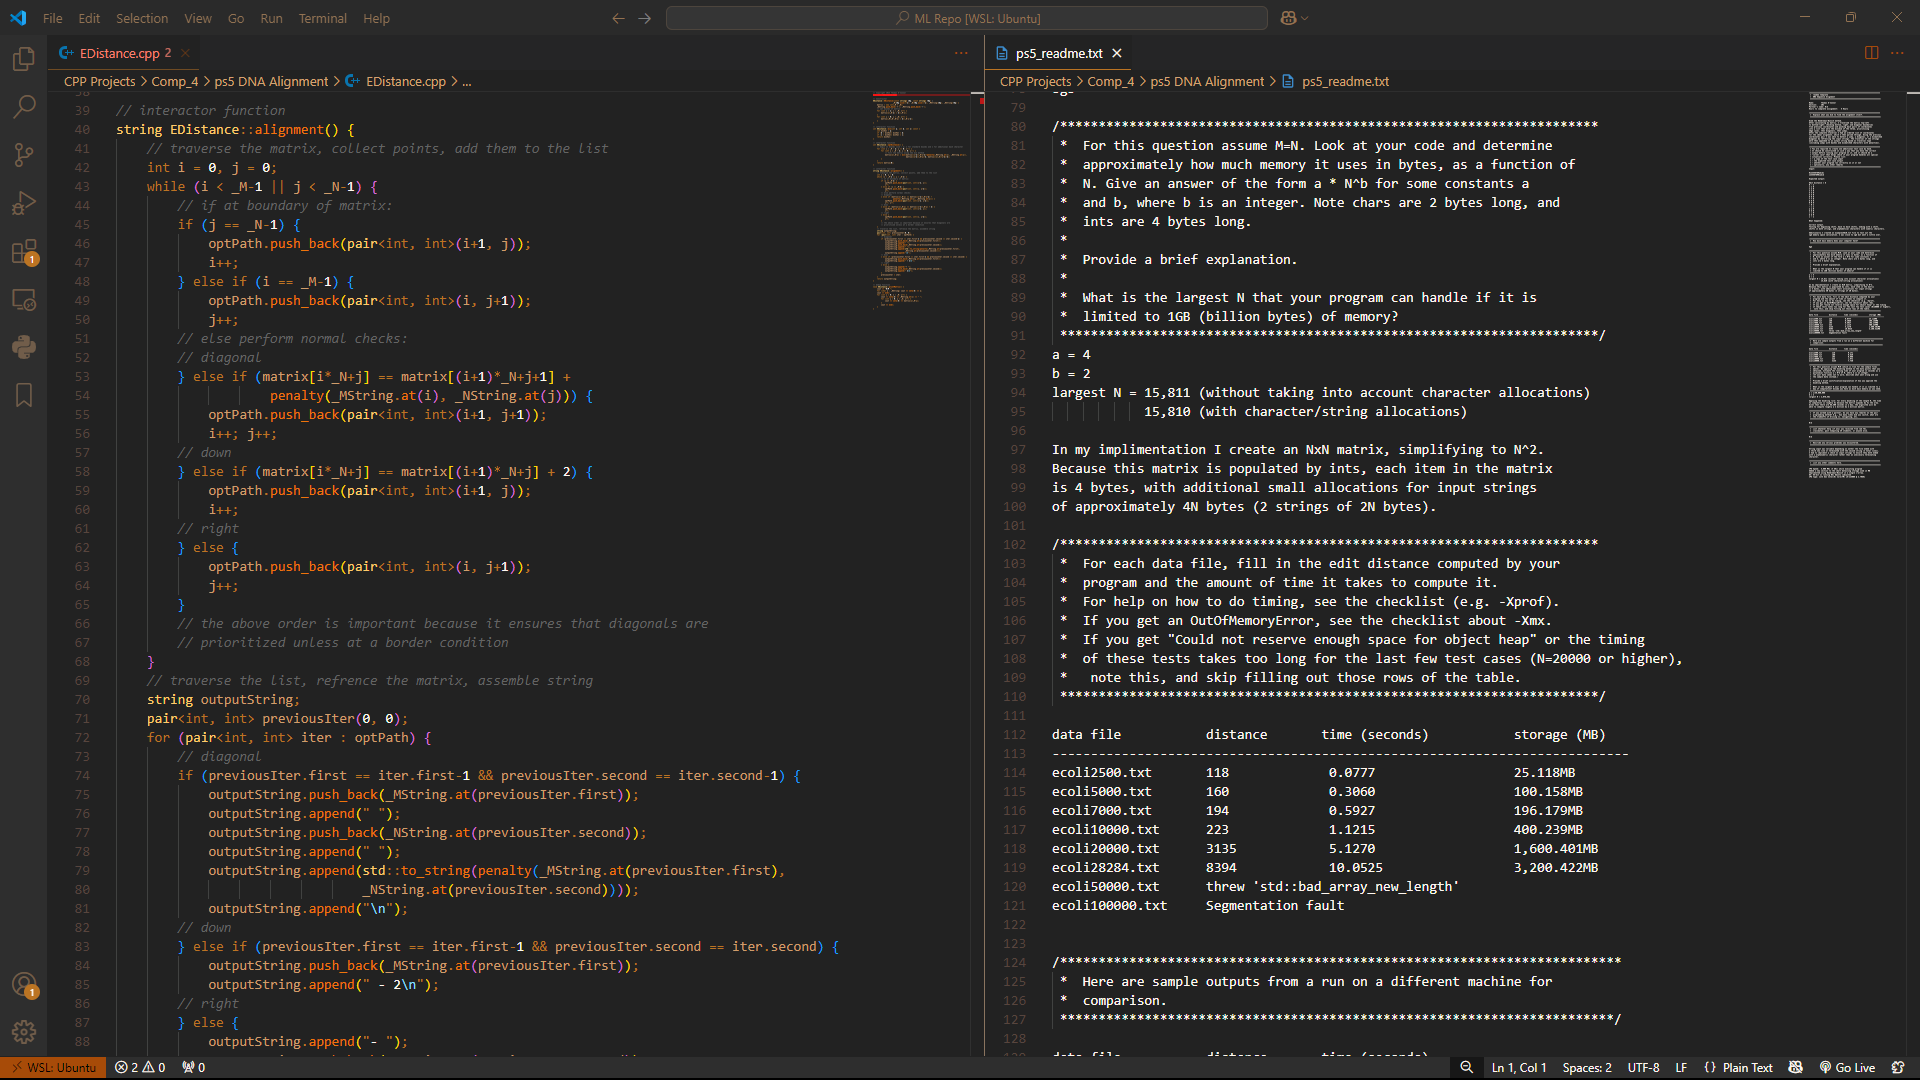 File Edit Selection View Go Run Terminal Help
ML Repo [WSL: Ubuntu]
EDistance.cpp 2
CPP Projects > Comp_4 > ps5 DNA Alignment > EDistance.cpp > ...
39 // interactor function
40 string EDistance::alignment() {
41 // traverse the matrix, collect points, add them to the list
42 int i = 0, j = 0;
43 while (i < _M-1 || j < _N-1) {
44 // if at boundary of matrix:
45 if (j == _N-1) {
46 optPath.push_back(pair<int, int>(i+1, j));
47 i++;
48 } else if (i == _M-1) {
49 optPath.push_back(pair<int, int>(i, j+1));
50 j++;
51 // else perform normal checks:
52 // diagonal
53 } else if (matrix[i*_N+j] == matrix[(i+1)*_N+j+1] +
54 penalty(_MString.at(i), _NString.at(j))) {
55 optPath.push_back(pair<int, int>(i+1, j+1));
56 i++; j++;
57 // down
58 } else if (matrix[i*_N+j] == matrix[(i+1)*_N+j] + 2) {
59 optPath.push_back(pair<int, int>(i+1, j));
60 i++;
61 // right
62 } else {
63 optPath.push_back(pair<int, int>(i, j+1));
64 j++;
65 }
66 // the above order is important because it ensures that diagonals are
67 // prioritized unless at a border condition
68 }
69 // traverse the list, refrence the matrix, assemble string
70 string outputString;
71 pair<int, int> previousIter(0, 0);
72 for (pair<int, int> iter : optPath) {
73 // diagonal
74 if (previousIter.first == iter.first-1 && previousIter.second == iter.second-1) {
75 outputString.push_back(_MString.at(previousIter.first));
76 outputString.append(" ");
77 outputString.push_back(_NString.at(previousIter.second));
78 outputString.append(" ");
79 outputString.append(std::to_string(penalty(_MString.at(previousIter.first),
80 _NString.at(previousIter.second))));
81 outputString.append("\n");
82 // down
83 } else if (previousIter.first == iter.first-1 && previousIter.second == iter.second) {
84 outputString.push_back(_MString.at(previousIter.first));
85 outputString.append(" - 2\n");
86 // right
87 } else {
88 outputString.append("- ");
ps5_readme.txt
CPP Projects > Comp_4 > ps5 DNA Alignment > ps5_readme.txt
79
80 /**********************************************************************
81 * For this question assume M=N. Look at your code and determine
82 * approximately how much memory it uses in bytes, as a function of
83 * N. Give an answer of the form a * N^b for some constants a
84 * and b, where b is an integer. Note chars are 2 bytes long, and
85 * ints are 4 bytes long.
86 *
87 * Provide a brief explanation.
88 *
89 * What is the largest N that your program can handle if it is
90 * limited to 1GB (billion bytes) of memory?
91 **********************************************************************/
92 a = 4
93 b = 2
94 largest N = 15,811 (without taking into account character allocations)
95 15,810 (with character/string allocations)
96
97 In my implimentation I create an NxN matrix, simplifying to N^2.
98 Because this matrix is populated by ints, each item in the matrix
99 is 4 bytes, with additional small allocations for input strings
100 of approximately 4N bytes (2 strings of 2N bytes).
101
102 /**********************************************************************
103 * For each data file, fill in the edit distance computed by your
104 * program and the amount of time it takes to compute it.
105 * For help on how to do timing, see the checklist (e.g. -Xprof).
106 * If you get an OutOfMemoryError, see the checklist about -Xmx.
107 * If you get "Could not reserve enough space for object heap" or the timing
108 * of these tests takes too long for the last few test cases (N=20000 or higher),
109 * note this, and skip filling out those rows of the table.
110 **********************************************************************/
111
112 data file distance time (seconds) storage (MB)
113 ---------------------------------------------------------------------------
114 ecoli2500.txt 118 0.0777 25.118MB
115 ecoli5000.txt 160 0.3060 100.158MB
116 ecoli7000.txt 194 0.5927 196.179MB
117 ecoli10000.txt 223 1.1215 400.239MB
118 ecoli20000.txt 3135 5.1270 1,600.401MB
119 ecoli28284.txt 8394 10.0525 3,200.422MB
120 ecoli50000.txt threw 'std::bad_array_new_length'
121 ecoli100000.txt Segmentation fault
122
123
124 /*************************************************************************
125 * Here are sample outputs from a run on a different machine for
126 * comparison.
127 ************************************************************************/
128
WSL: Ubuntu 2 0 0 Ln 1, Col 1 Spaces: 2 UTF-8 LF {} Plain Text Go Live